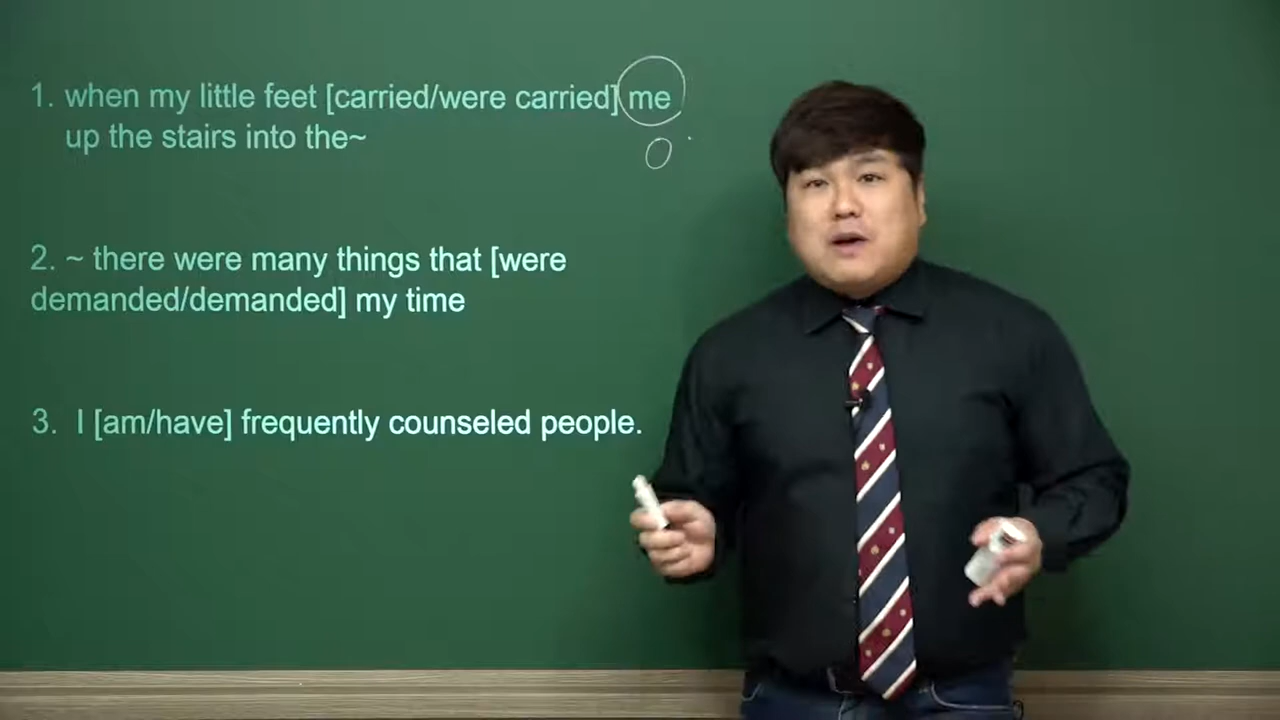 1. when my little feet [carried/were carried] me
up the stairs into the~
O
2. ~ there were many things that [were
demanded/demanded] my time
3. I [am/have] frequently counseled people.